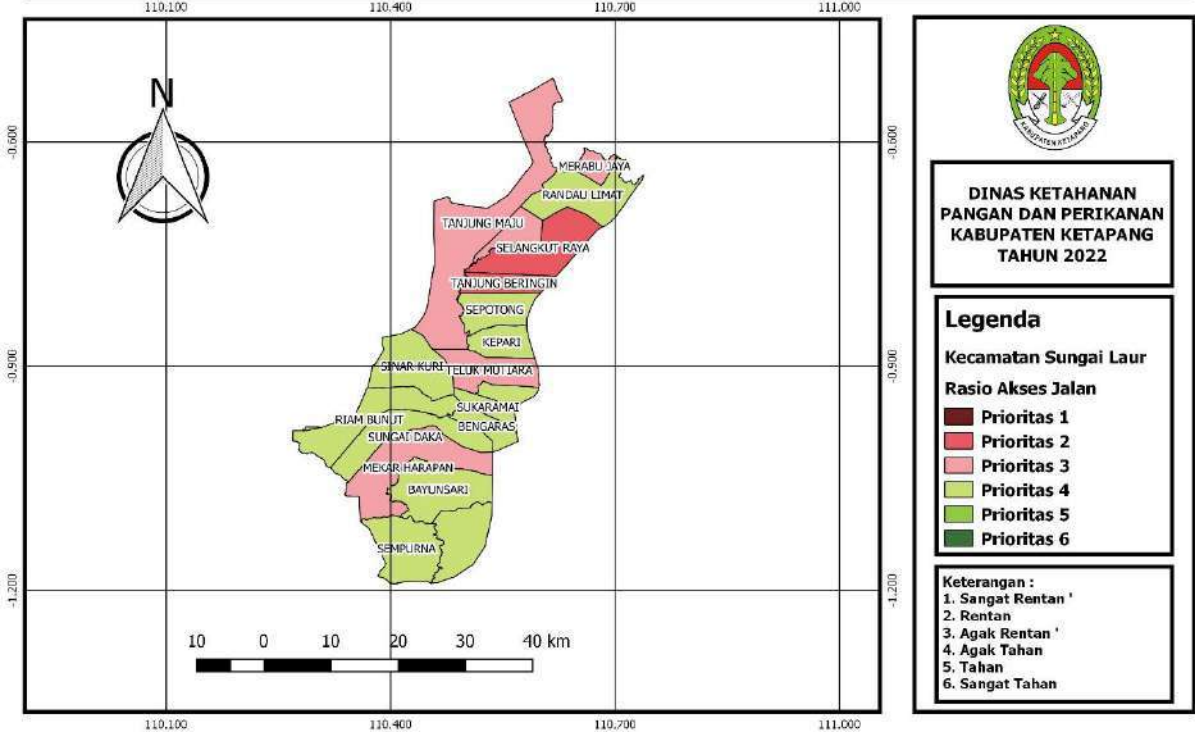 110.100
110.400
110.700
111.000
-0.600
-0.600
-0.900
-0.900
-1.200
-1.200
N
MERABU JAYA
RANDAU LIMAT
TANJUNG MAJU
SELANGKUT RAYA
TANJUNG BERINGIN
SEPOTONG
KEPARI
SINAR KURI
TELUK MUTIARA
SUKARAMAI
RIAM BUNUT
BENGARAS
SUNGAI DAKA
MEKAR HARAPAN
BAYUNSARI
SEMPURNA
10 0 10 20 30 40 km
110.100
110.400
110.700
111.000
KABUPATEN KETAPANG
DINAS KETAHANAN
PANGAN DAN PERIKANAN
KABUPATEN KETAPANG
TAHUN 2022
Legenda
Kecamatan Sungai Laur
Rasio Akses Jalan
Prioritas 1
Prioritas 2
Prioritas 3
Prioritas 4
Prioritas 5
Prioritas 6
Keterangan :
1. Sangat Rentan '
2. Rentan
3. Agak Rentan '
4. Agak Tahan
5. Tahan
6. Sangat Tahan